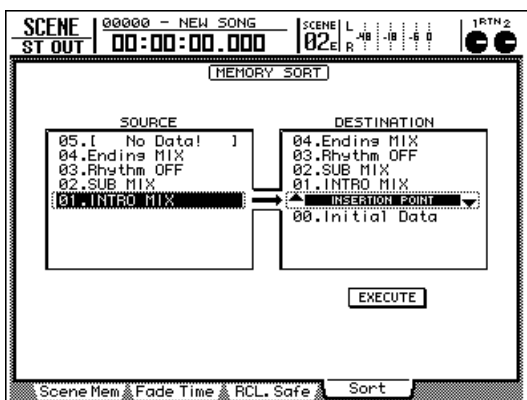 SCENE 00000 - NEW SONG SCENE L -48 -18 -6 0 1 RTN 2
ST OUT 00:00:00.000 02E R
MEMORY SORT
SOURCE DESTINATION
05.[ No Data! ] 04.Ending MIX
04.Ending MIX 03.Rhythm OFF
03.Rhythm OFF 02.SUB MIX
02.SUB MIX 01.INTRO MIX
01.INTRO MIX INSERTION POINT
00.Initial Data
EXECUTE
Scene Mem Fade Time RCL. Safe Sort